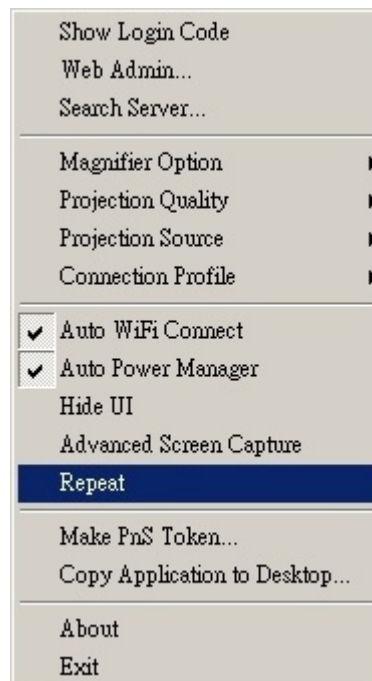 Show Login Code
Web Admin...
Search Server...
Magnifier Option
Projection Quality
Projection Source
Connection Profile
Auto WiFi Connect
Auto Power Manager
Hide UI
Advanced Screen Capture
Repeat
Make PnS Token...
Copy Application to Desktop...
About
Exit